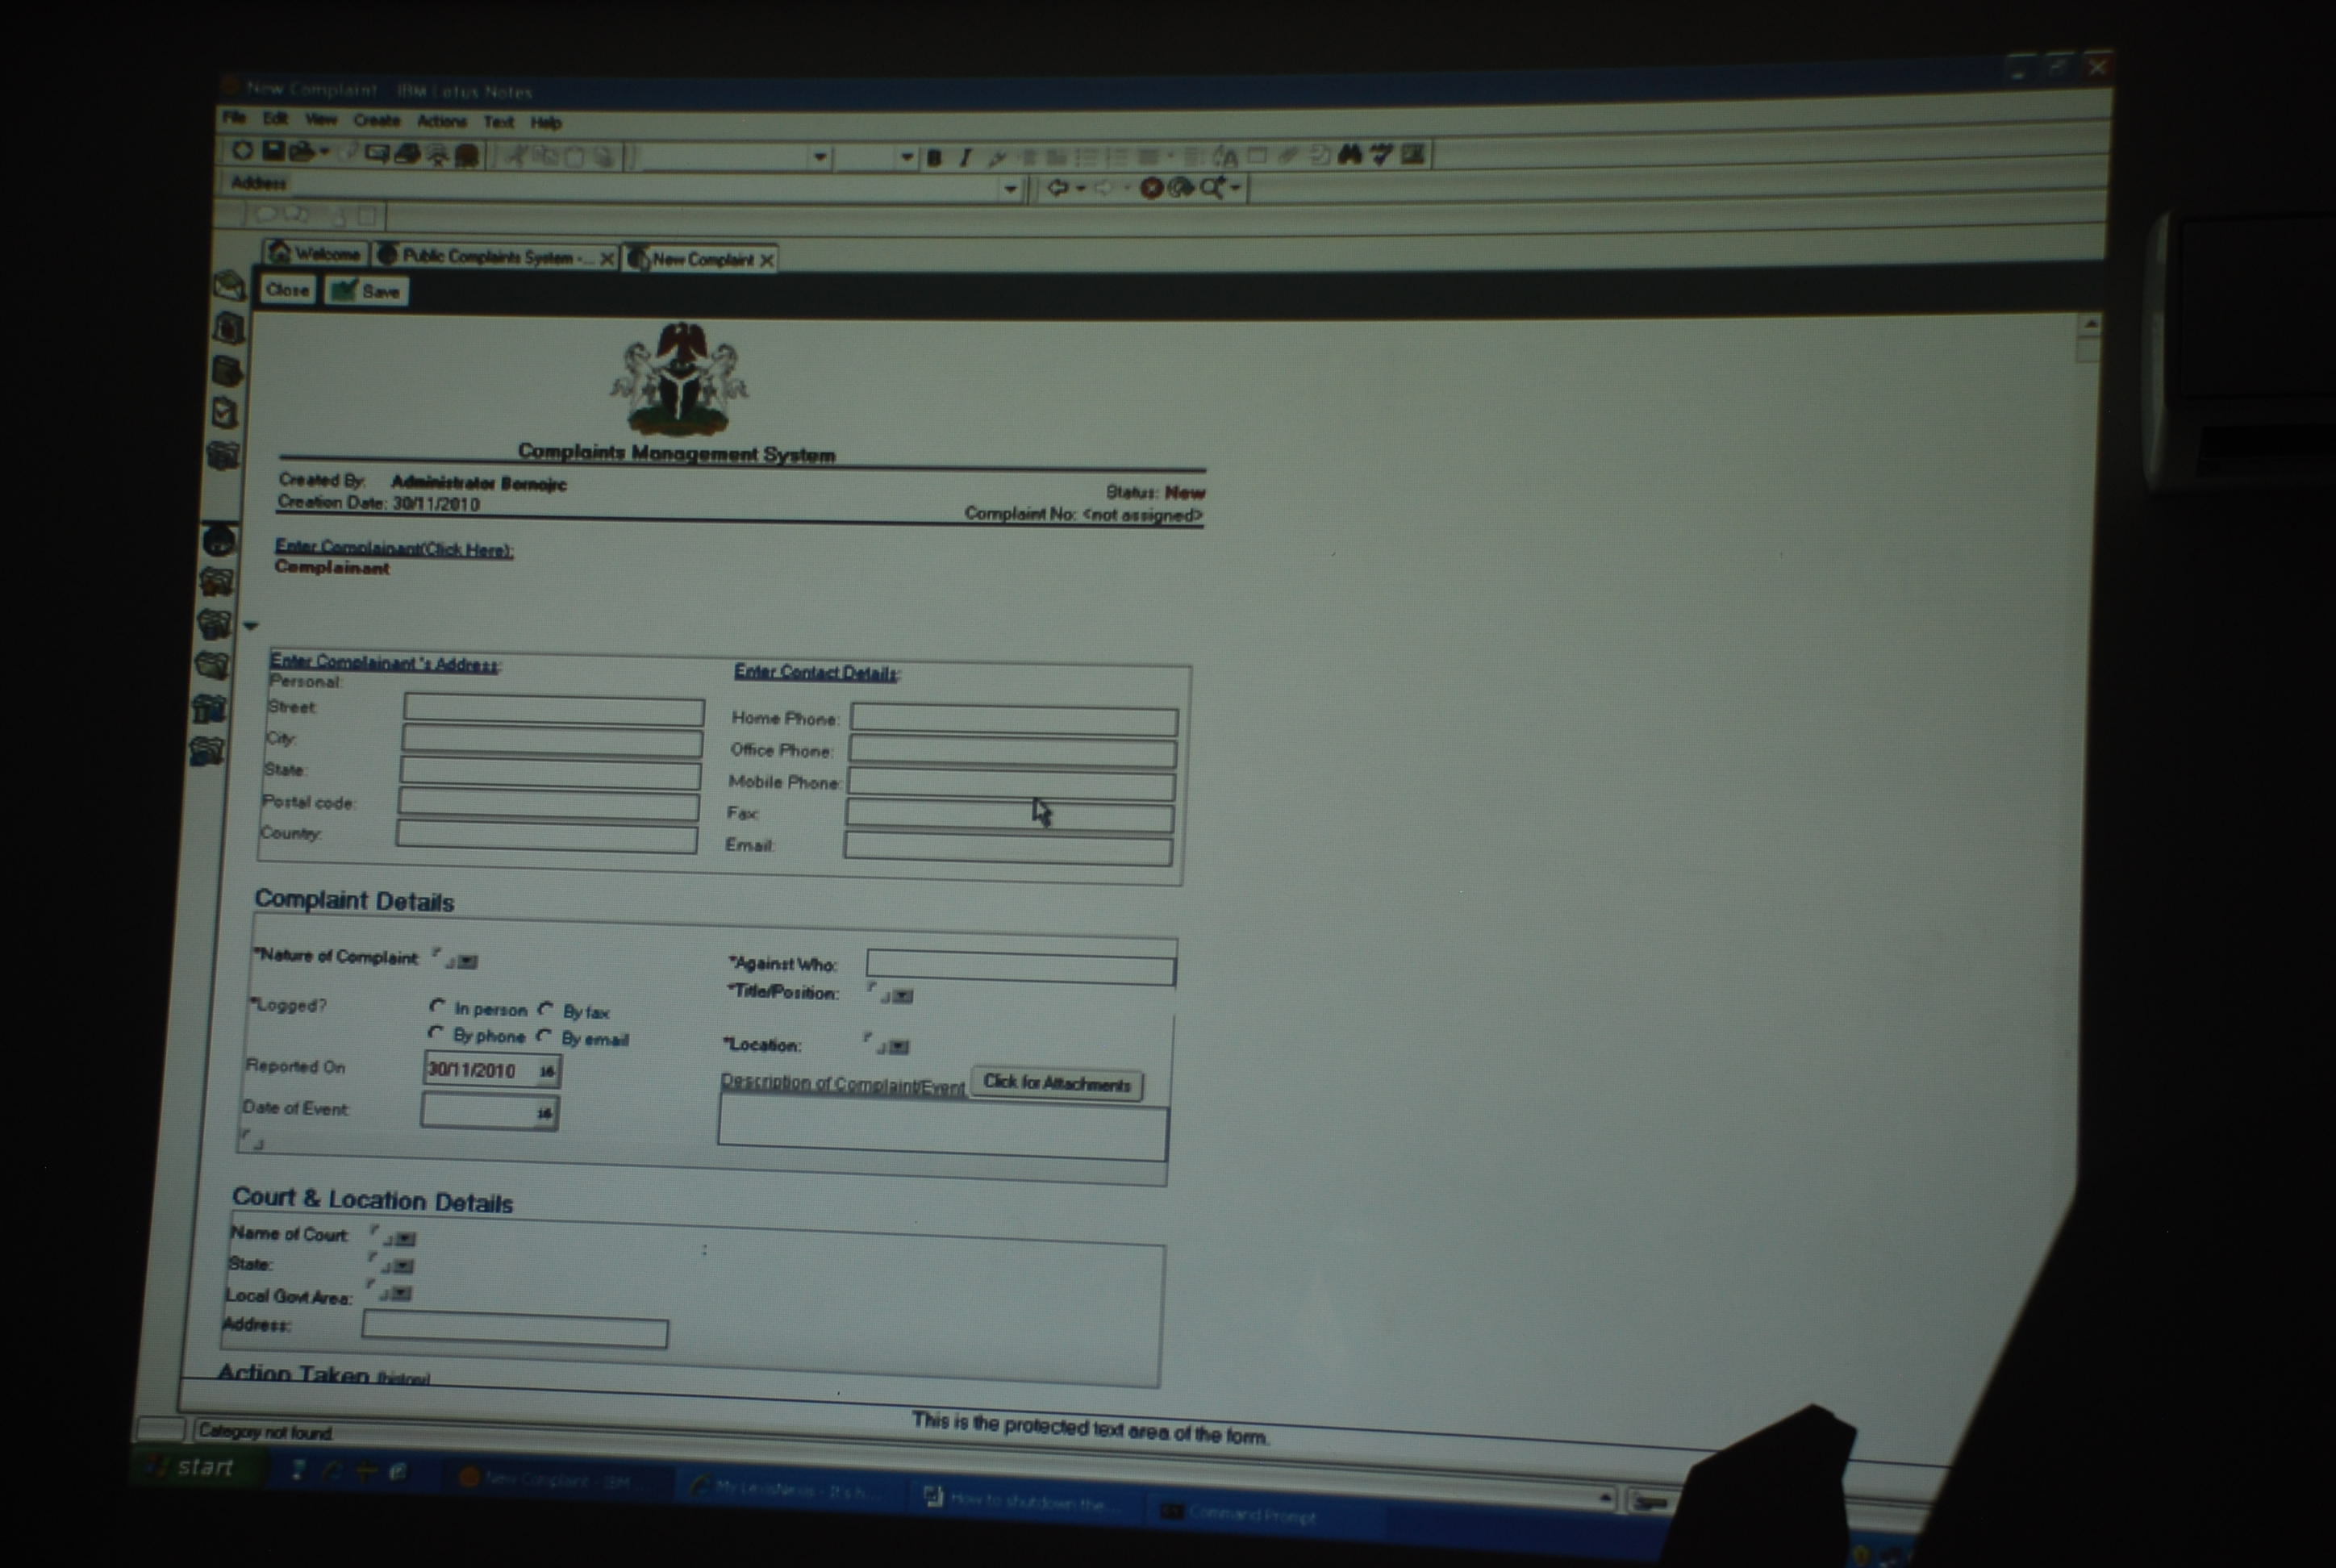 New Complaint - IBM Lotus Notes
File Edit View Create Actions Text Help
Address
Welcome Public Complaints System -... New Complaint
Close Save
Complaints Management System
Created By: Administrator Bornojrc
Status: New
Creation Date: 30/11/2010
Complaint No: <not assigned>
Enter Complainant(Click Here):
Complainant
Enter Complainant 's Address:
Enter Contact Details:
Personal:
Street:
Home Phone:
City:
Office Phone:
State:
Mobile Phone:
Postal code:
Fax:
Country:
Email:
Complaint Details
*Nature of Complaint:
*Against Who:
*Title/Position:
*Logged?
In person By fax
By phone By email
*Location:
Reported On
30/11/2010 16
Description of Complaint/Event Click for Attachments
Date of Event:
16
Court & Location Details
Name of Court:
:
State:
Local Govt Area:
Address:
Action Taken (history)
This is the protected text area of the form.
Category not found.
start New Complaint - IBM ... My LexisNexis - It's h... How to shutdown the... Command Prompt